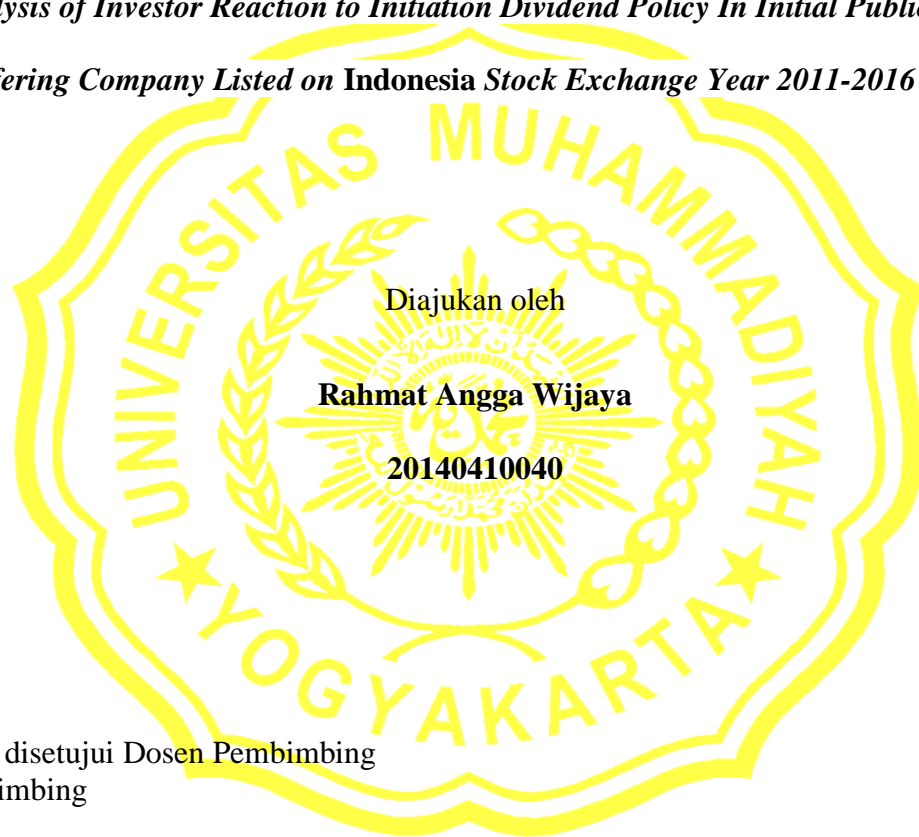 lysis of Investor Reaction to Initiation Dividend Policy In Initial Public
fering Company Listed on Indonesia Stock Exchange Year 2011-2016
UNIVERSITAS MUHAMMADIYAH
Diajukan oleh
Rahmat Angga Wijaya
20140410040
★ YOGYAKARTA ★
disetujui Dosen Pembimbing
imbing